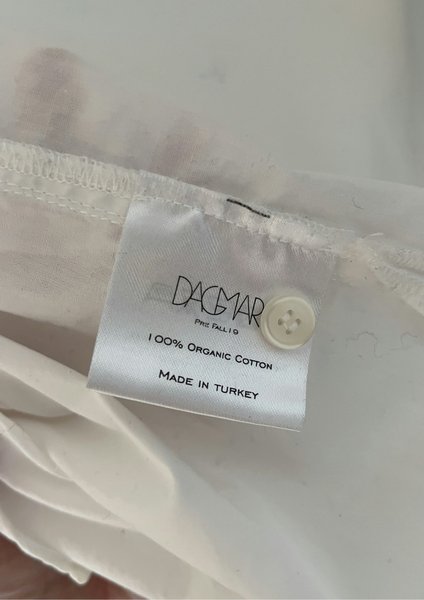 DAGMAR
PRE FALL 19
100% ORGANIC COTTON
MADE IN TURKEY